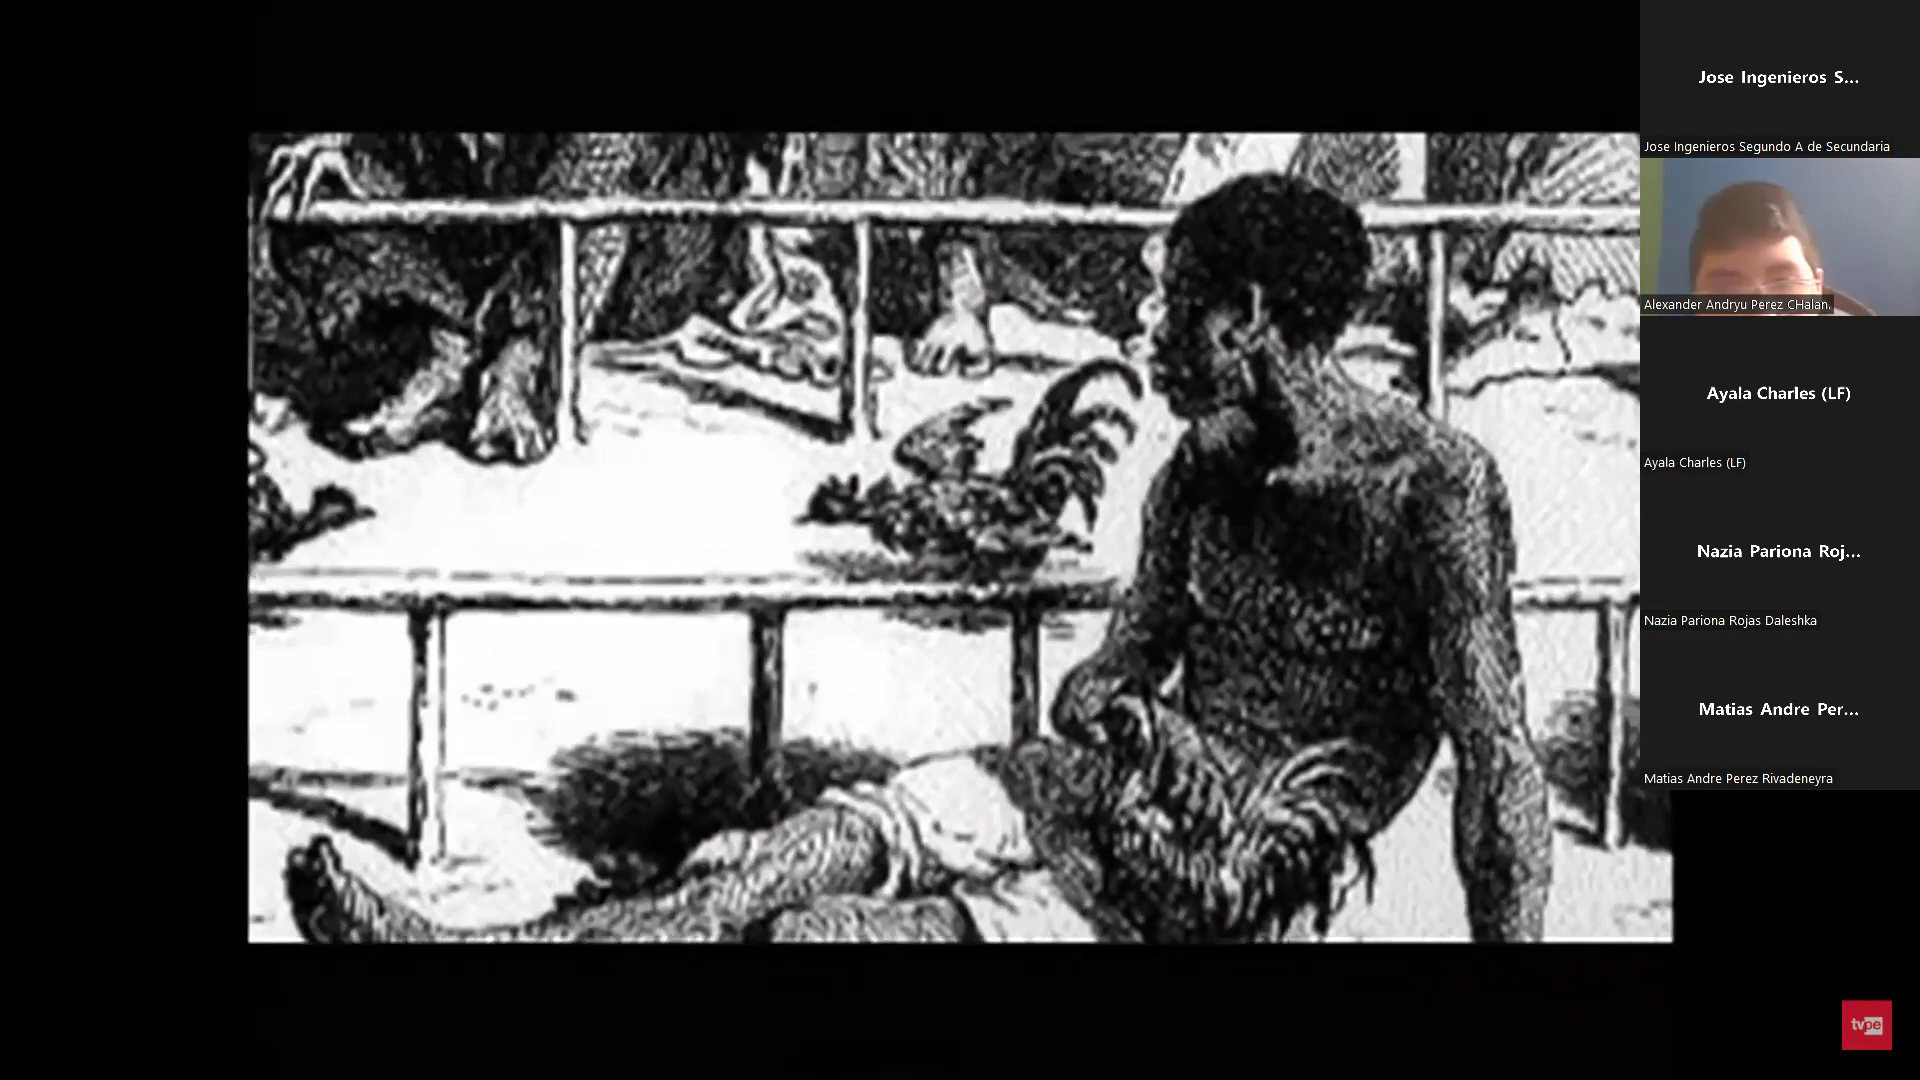 Jose Ingenieros S...
Jose Ingenieros Segundo A de Secundaria
Alexander Andryu Perez CHalan.
Ayala Charles (LF)
Ayala Charles (LF)
Nazia Pariona Roj...
Nazia Pariona Rojas Daleshka
Matias Andre Per...
Matias Andre Perez Rivadeneyra
tvpe